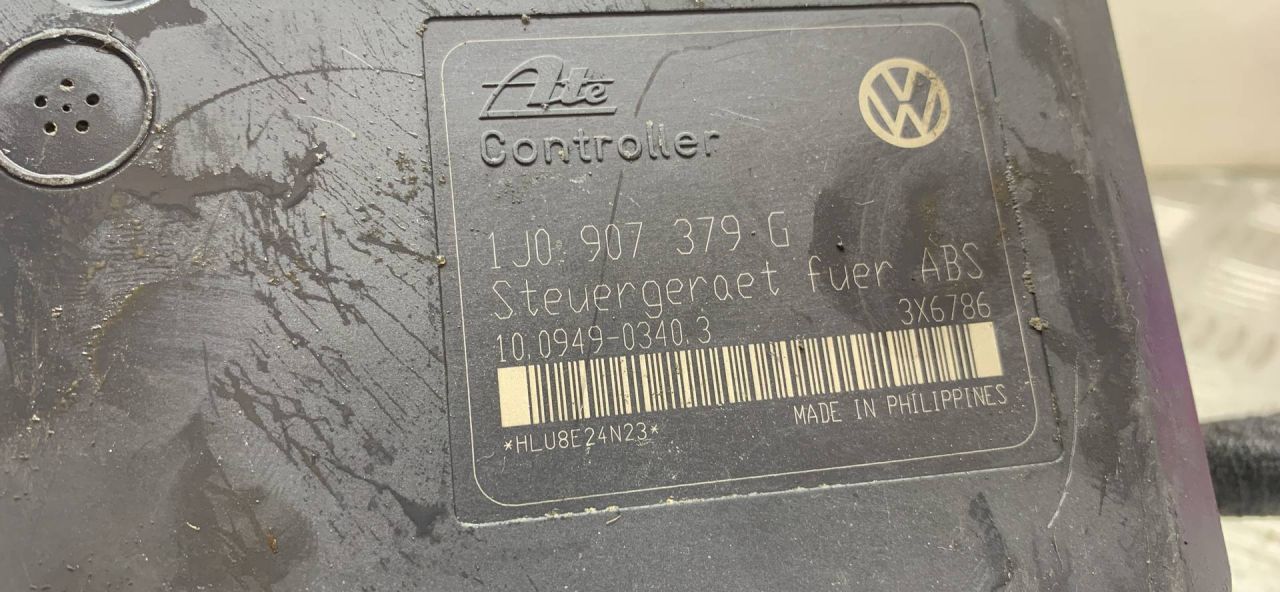 Ate
Controller
1J0 907 379 G
Steuergeraet fuer ABS
10.0949-0340.3 3X6786
MADE IN PHILIPPINES
*HLU8E24N23*